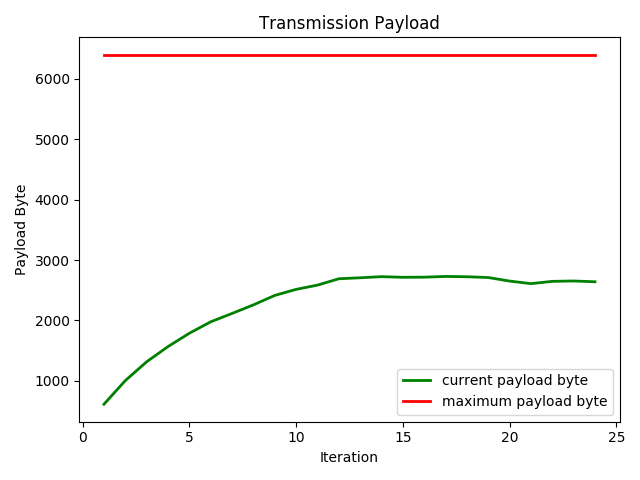 Transmission Payload
Payload Byte
6000
5000
4000
3000
2000
1000
current payload byte
maximum payload byte
0
5
10
15
20
25
Iteration